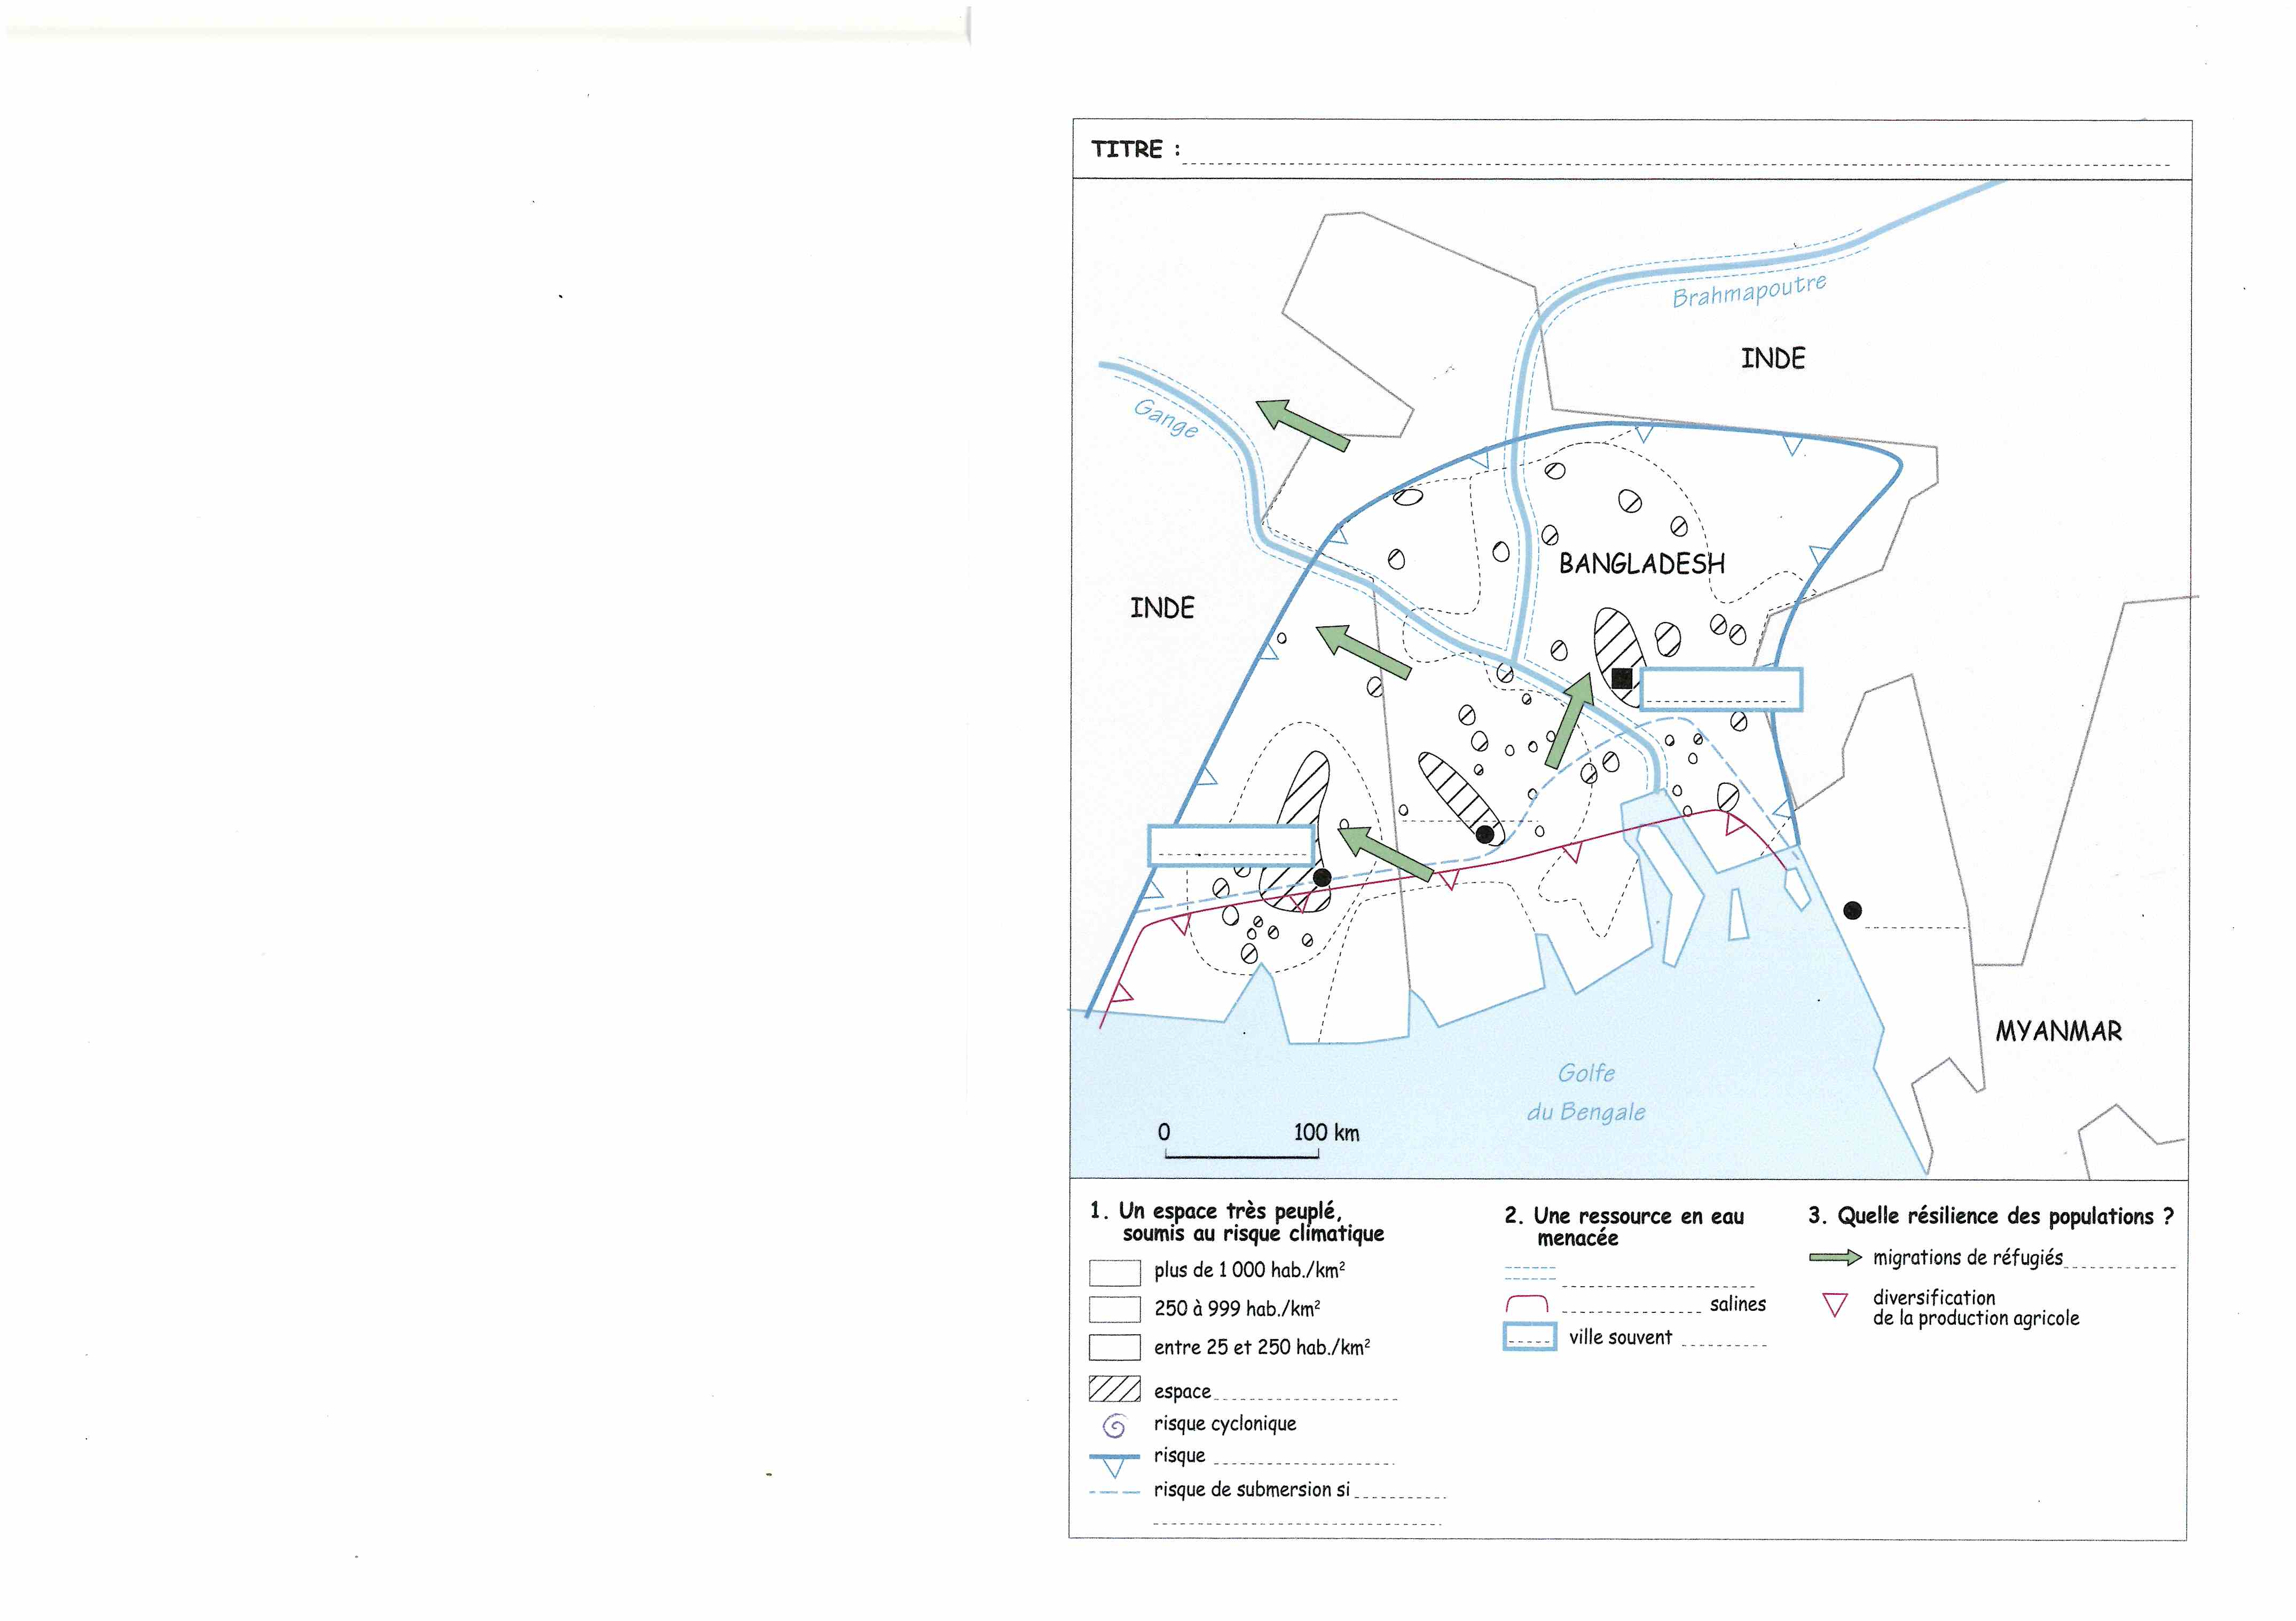 TITRE :
Brahmapoutre
INDE
Gange
BANGLADESH
INDE
MYANMAR
Golfe
du Bengale
0 100 km
1. Un espace très peuplé,
soumis au risque climatique
plus de 1 000 hab./km²
250 à 999 hab./km²
entre 25 et 250 hab./km²
espace
risque cyclonique
risque
risque de submersion si
2. Une ressource en eau
menacée
salines
ville souvent
3. Quelle résilience des populations ?
migrations de réfugiés
diversification
de la production agricole